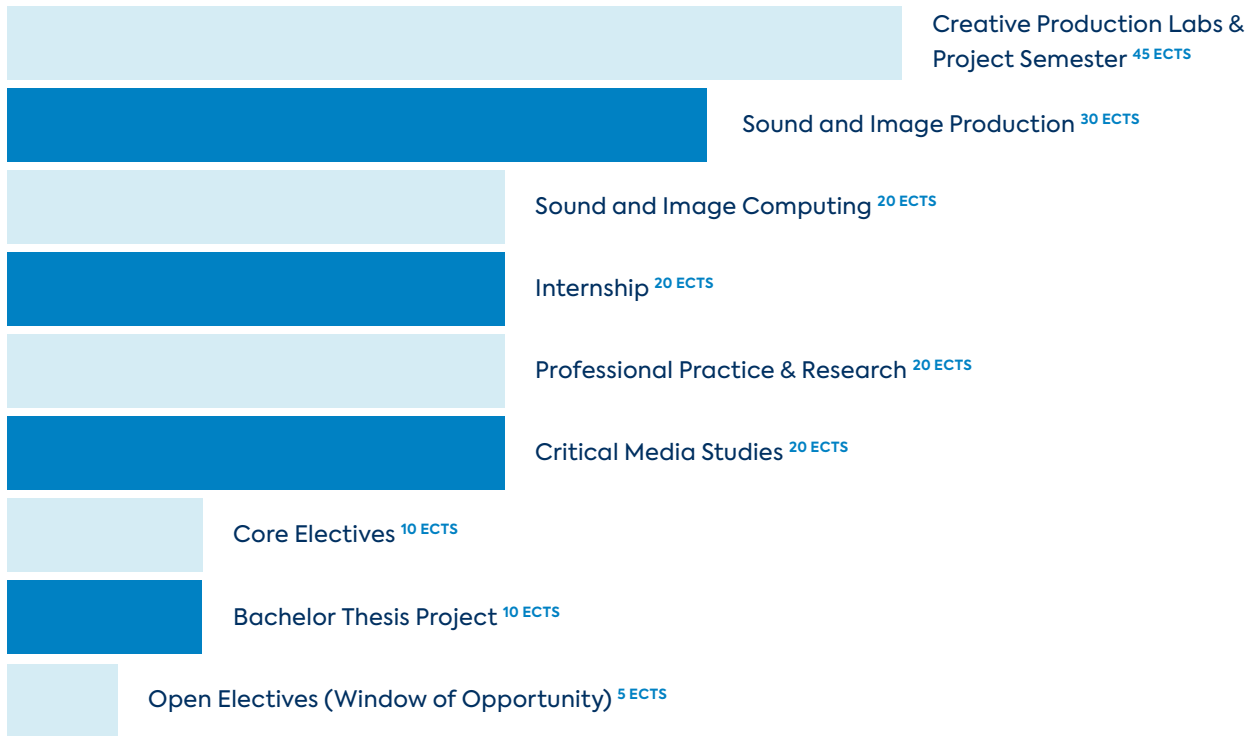 Creative Production Labs &
Project Semester 45 ECTS
Sound and Image Production 30 ECTS
Sound and Image Computing 20 ECTS
Internship 20 ECTS
Professional Practice & Research 20 ECTS
Critical Media Studies 20 ECTS
Core Electives 10 ECTS
Bachelor Thesis Project 10 ECTS
Open Electives (Window of Opportunity) 5 ECTS